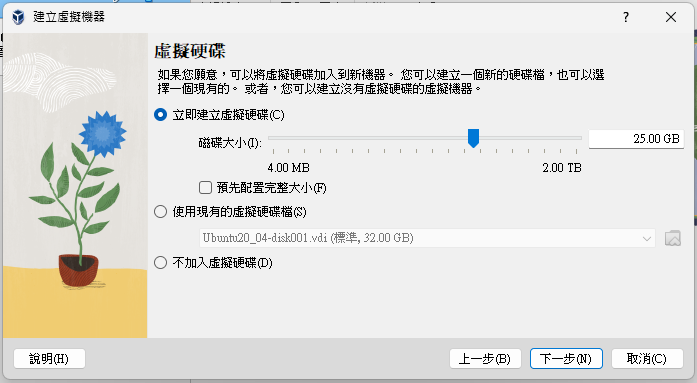 建立虛擬機器
虛擬硬碟
如果您願意，可以將虛擬硬碟加入到新機器。您可以建立一個新的硬碟檔，也可以選
擇一個現有的。 或者，您可以建立沒有虛擬硬碟的虛擬機器。
立即建立虛擬硬碟(C)
磁碟大小(I):
25.00 GB
4.00 MB
2.00 TB
預先配置完整大小(F)
使用現有的虛擬硬碟檔(S)
Ubuntu20_04-disk001.vdi (標準, 32.00 GB)
不加入虛擬硬碟(D)
說明(H)
上一步(B)
下一步(N)
取消(C)